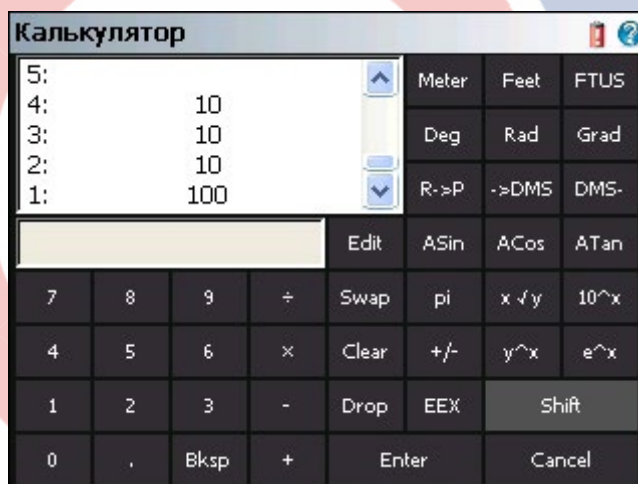 Калькулятор
5:
4: 10
3: 10
2: 10
1: 100
Meter Feet FTUS
Deg Rad Grad
R->P ->DMS DMS-
Edit ASin ACos ATan
7 8 9 ÷ Swap pi x√y 10^x
4 5 6 × Clear +/- y^x e^x
1 2 3 - Drop EEX Shift
0 . Bksp + Enter Cancel